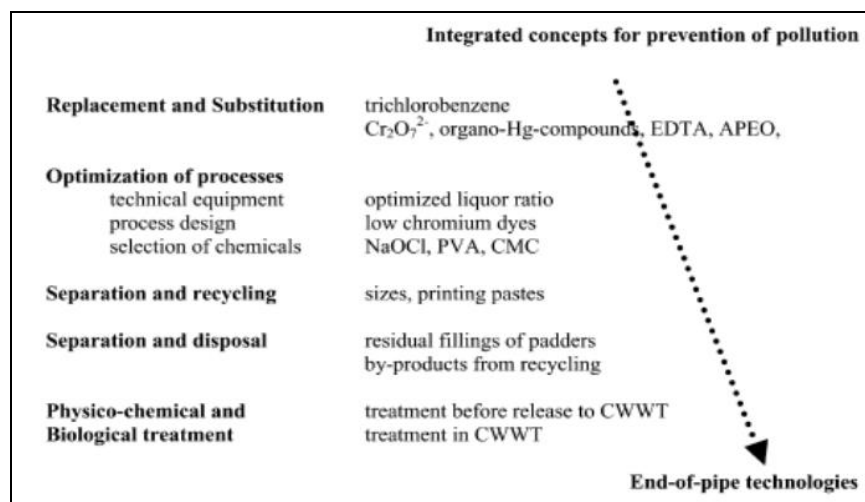 Integrated concepts for prevention of pollution
Replacement and Substitution trichlorobenzene
Cr₂O₇²⁻, organo-Hg-compounds, EDTA, APEO,
Optimization of processes
technical equipment optimized liquor ratio
process design low chromium dyes
selection of chemicals NaOCl, PVA, CMC
Separation and recycling sizes, printing pastes
Separation and disposal residual fillings of padders
by-products from recycling
Physico-chemical and treatment before release to CWWT
Biological treatment treatment in CWWT
End-of-pipe technologies